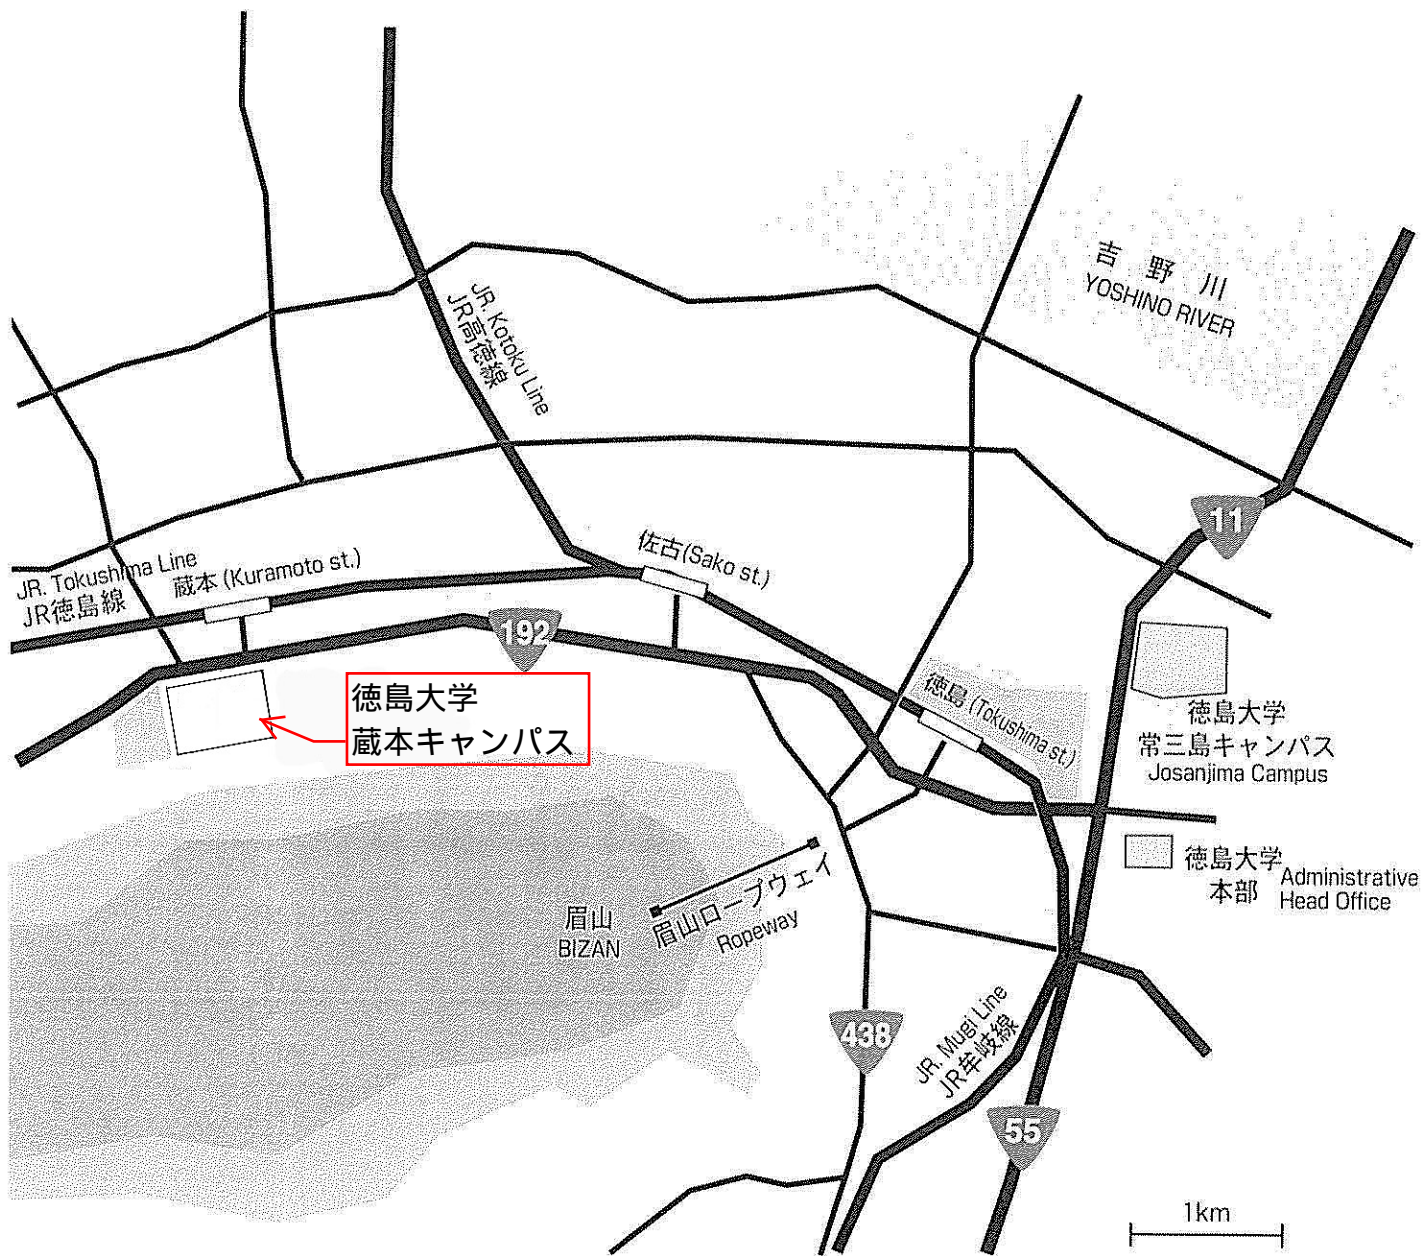 吉野川
YOSHINO RIVER
JR. Kotoku Line
JR高徳線
11
佐古(Sako st.)
JR. Tokushima Line
JR徳島線
蔵本(Kuramoto st.)
192
徳島大学
蔵本キャンパス
徳島(Tokushima st.)
徳島大学
常三島キャンパス
Josanjima Campus
徳島大学
本部
Administrative
Head Office
眉山
BIZAN
眉山ロープウェイ
Ropeway
438
JR. Mugi Line
JR牟岐線
55
1km